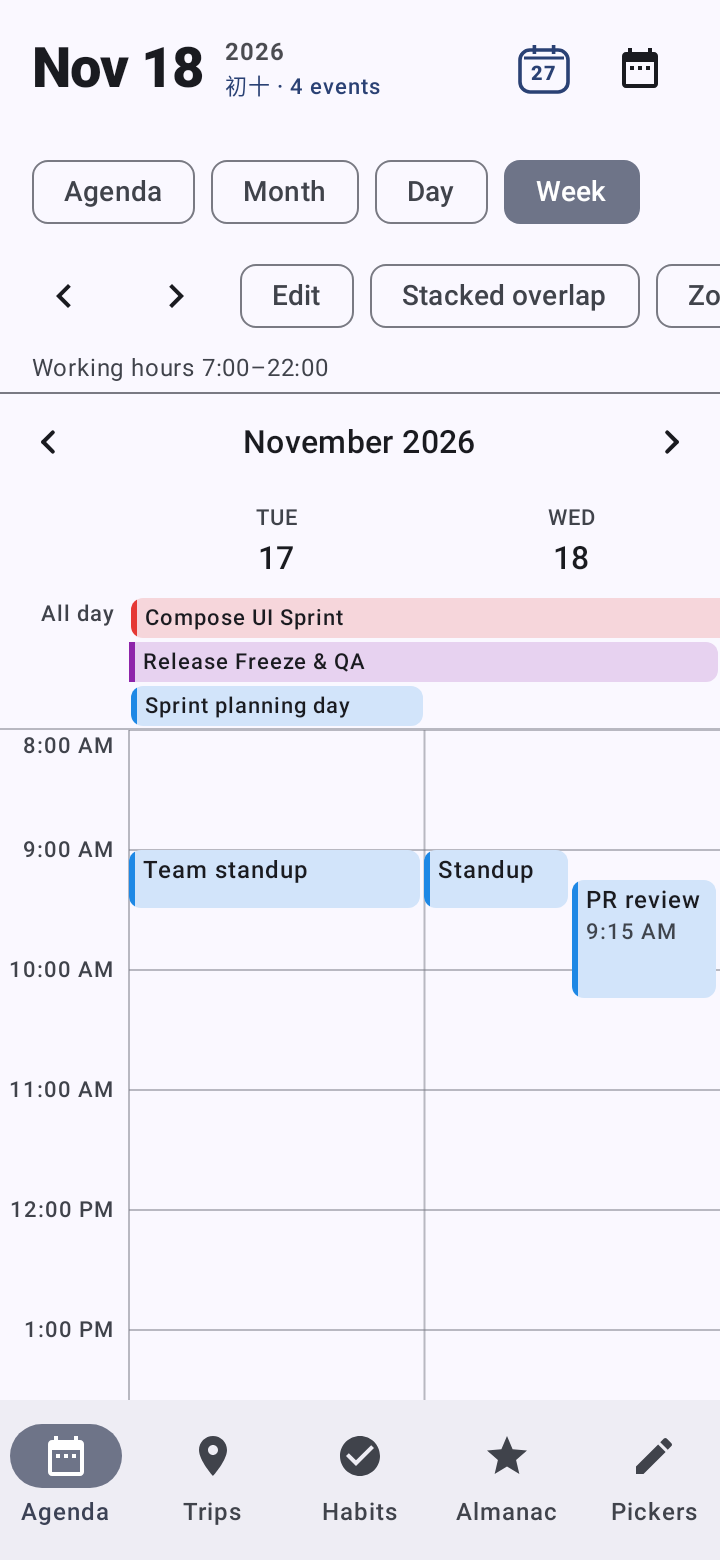 Nov 18
2026
初十 · 4 events
27
Agenda
Month
Day
Week
Edit
Stacked overlap
Zo
Working hours 7:00–22:00
November 2026
TUE
17
WED
18
All day
Compose UI Sprint
Release Freeze & QA
Sprint planning day
8:00 AM
9:00 AM
Team standup
Standup
PR review
9:15 AM
10:00 AM
11:00 AM
12:00 PM
1:00 PM
Agenda
Trips
Habits
Almanac
Pickers